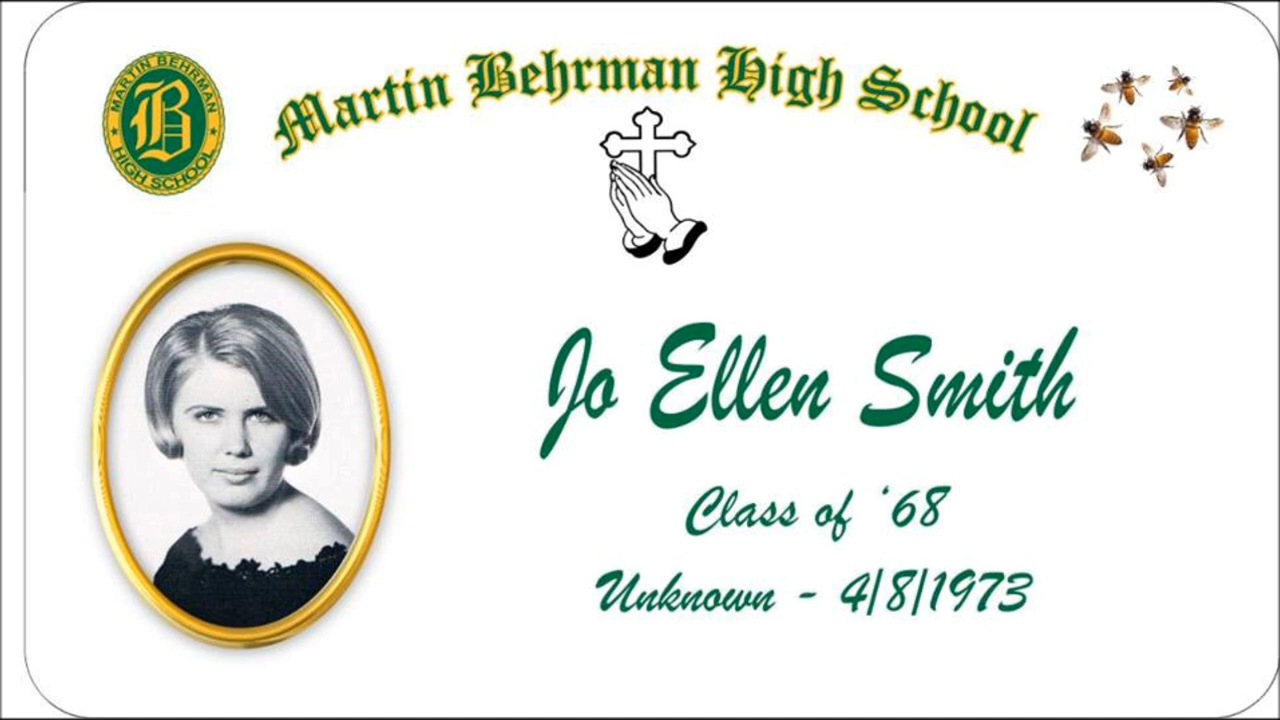 Martin Behrman High School
MARTIN BEHRMAN
B
HIGH SCHOOL
Jo Ellen Smith
Class of '68
Unknown - 4/8/1973